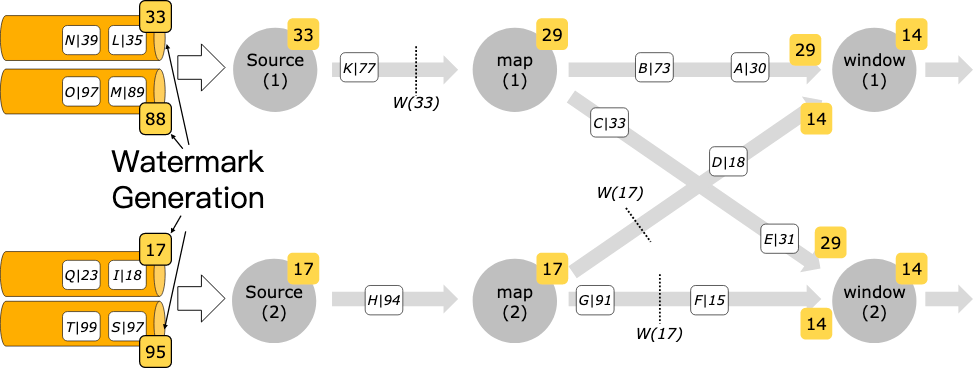 33
N|39
L|35
O|97
M|89
88
Source
(1)
33
K|77
W(33)
map
(1)
29
B|73
A|30
29
window
(1)
14
C|33
14
D|18
Watermark
Generation
W(17)
17
Q|23
I|18
T|99
S|97
95
Source
(2)
17
H|94
map
(2)
17
E|31
29
G|91
F|15
W(17)
14
window
(2)
14